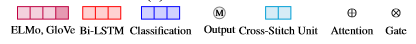 M
ELMo, GloVe Bi-LSTM Classification Output Cross-Stitch Unit Attention Gate